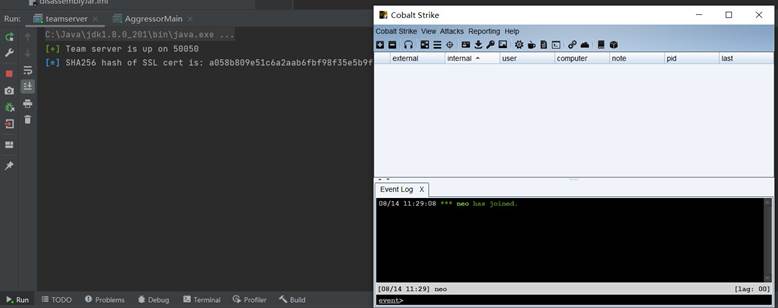 disassemblyJar.iml
Run:
teamserver
AggressorMain
C:\Java\jdk1.8.0_201\bin\java.exe ...
[+] Team server is up on 50050
[*] SHA256 hash of SSL cert is: a058b809e51c6a2aab6fbf98f35e5b9f
Run
TODO
Problems
Debug
Terminal
Profiler
Build
Cobalt Strike
Cobalt Strike View Attacks Reporting Help
external internal user computer note pid last
Event Log X
08/14 11:29:08 *** neo has joined.
[08/14 11:29] neo [lag: 00]
event>